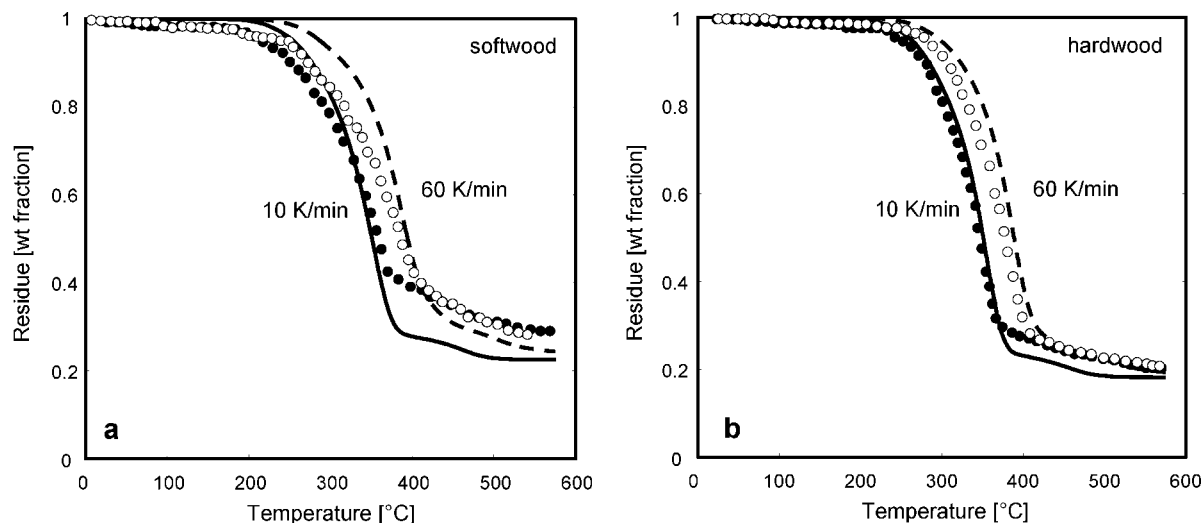 1
0.8
0.6
0.4
0.2
0
Residue [wt fraction]
softwood
60 K/min
10 K/min
a
0 100 200 300 400 500 600
Temperature [°C]
1
0.8
0.6
0.4
0.2
0
Residue [wt fraction]
hardwood
60 K/min
10 K/min
b
0 100 200 300 400 500 600
Temperature [°C]